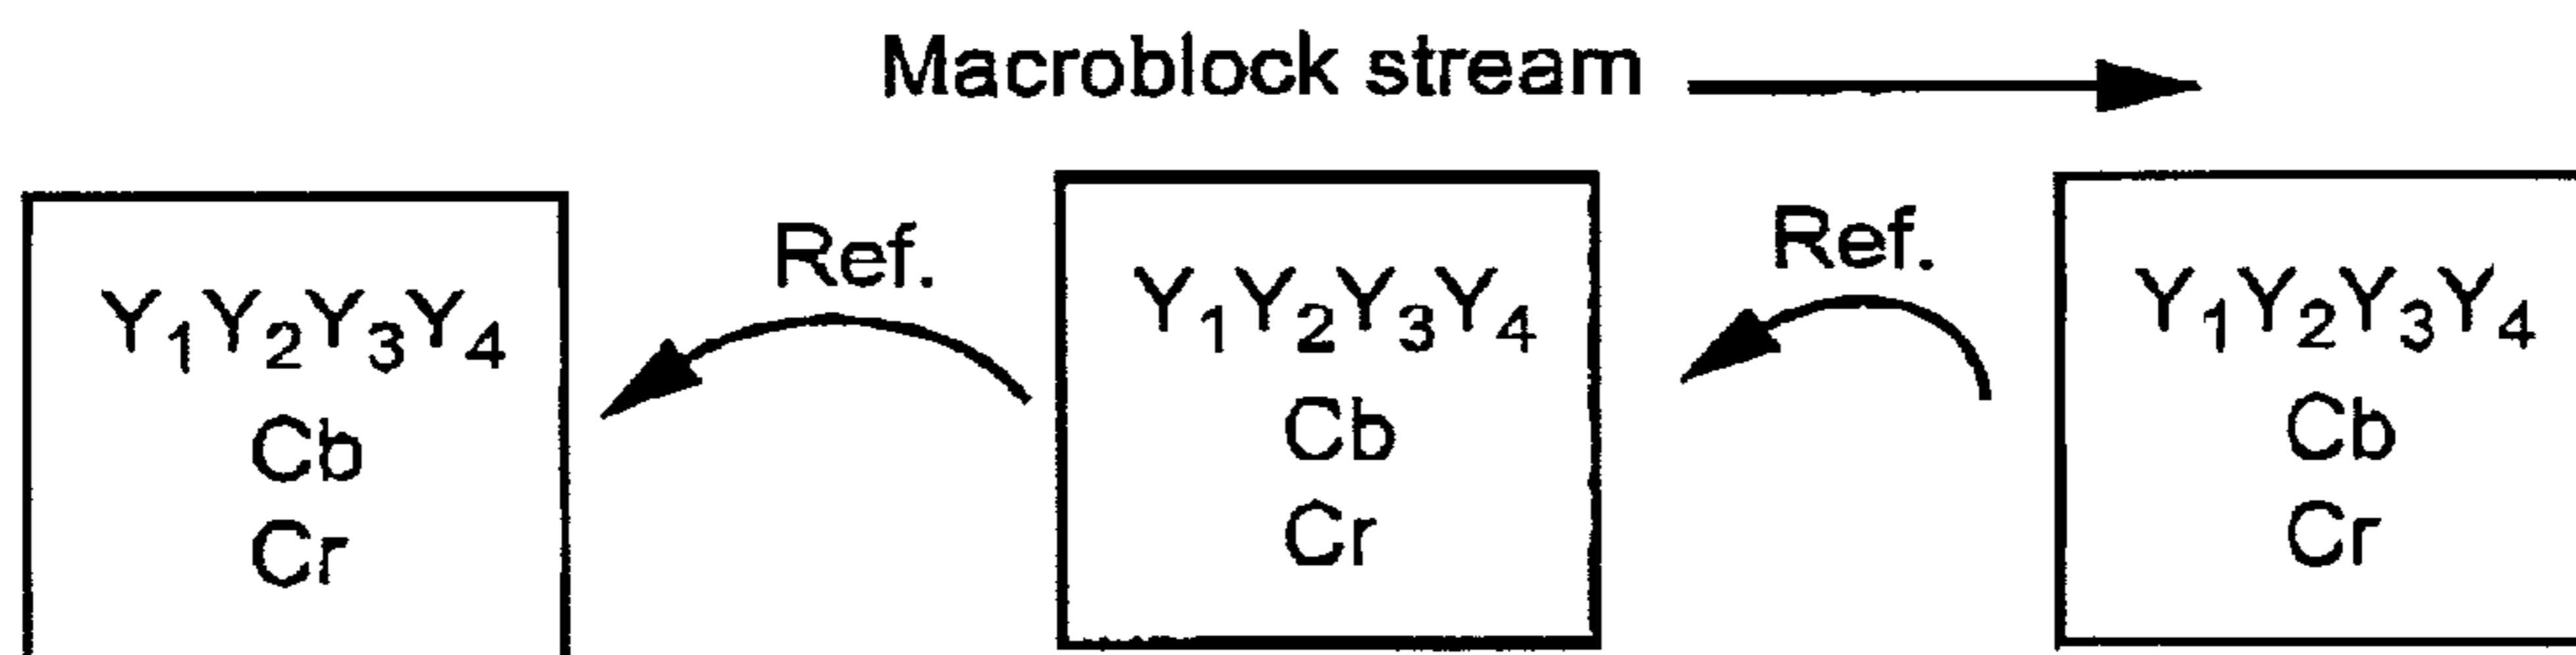 Macroblock stream
Ref.
Ref.
Y₁Y₂Y₃Y₄
Cb
Cr
Y₁Y₂Y₃Y₄
Cb
Cr
Y₁Y₂Y₃Y₄
Cb
Cr